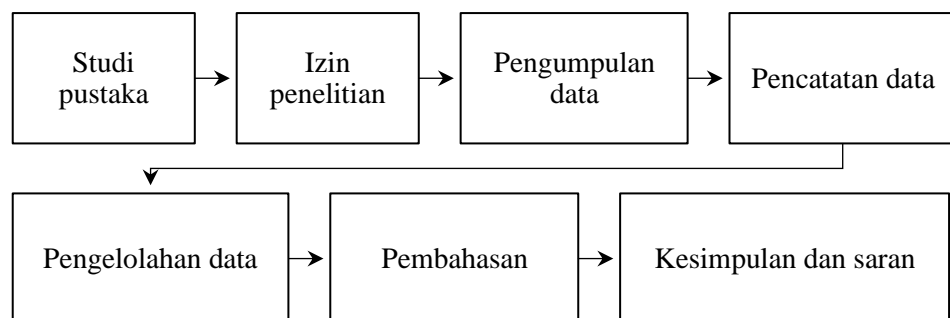 Studi
pustaka
Izin
penelitian
Pengumpulan
data
Pencatatan data
Pengelolahan data
Pembahasan
Kesimpulan dan saran